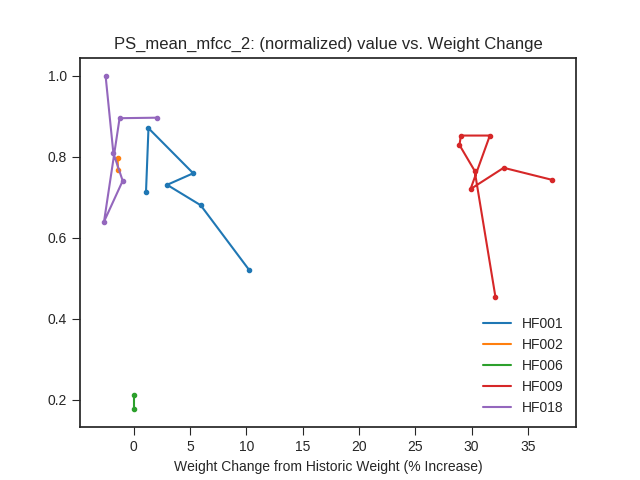 PS_mean_mfcc_2: (normalized) value vs. Weight Change
1.0
0.8
0.6
0.4
0.2
HF001
HF002
HF006
HF009
HF018
0 5 10 15 20 25 30 35
Weight Change from Historic Weight (% Increase)